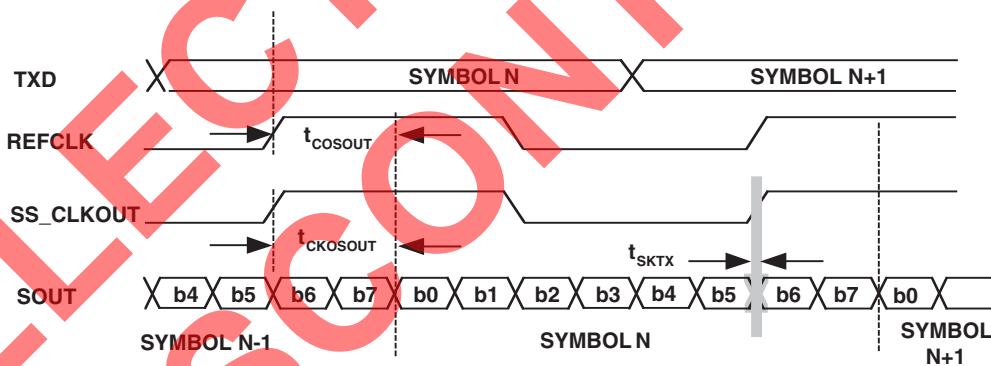 TXD SYMBOL N SYMBOL N+1
REFCLK tCOSOUT
SS_CLKOUT
tCKOSOUT tSKTX
SOUT b4 b5 b6 b7 b0 b1 b2 b3 b4 b5 b6 b7 b0
SYMBOL N-1 SYMBOL N SYMBOL
N+1